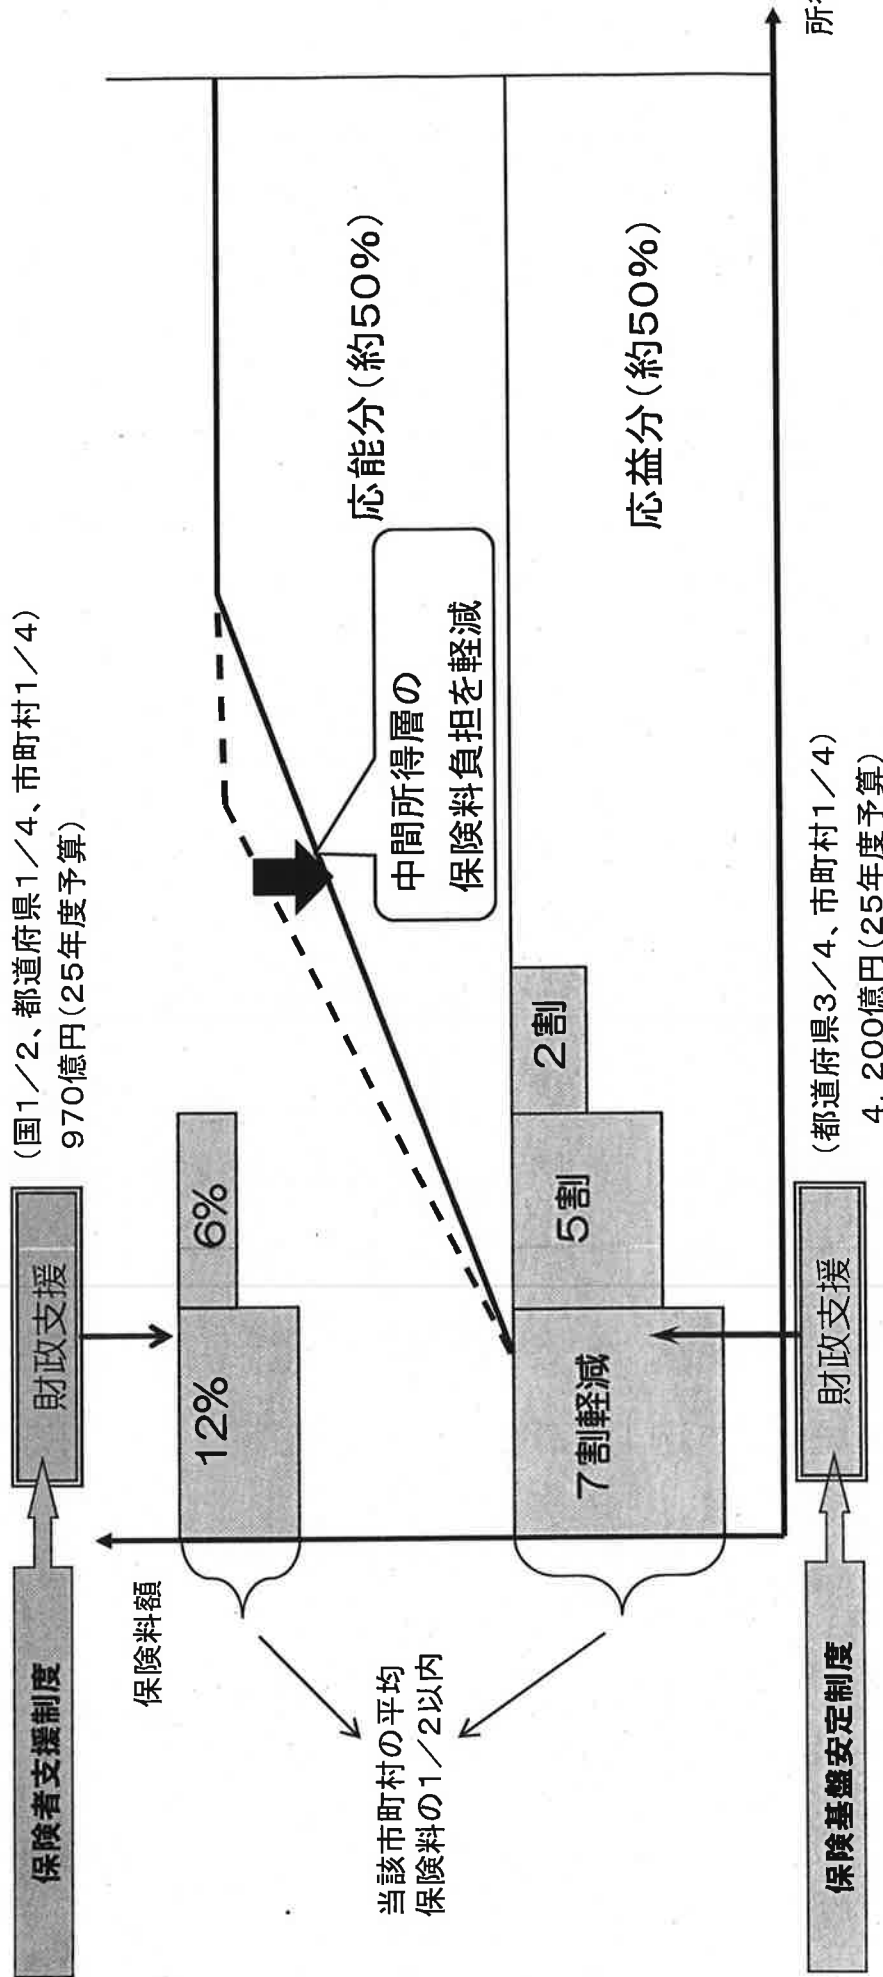 保険者支援制度
財政支援
(国1/2、都道府県1/4、市町村1/4)
970億円(25年度予算)
保険料額
12%
6%
当該市町村の平均
保険料の1/2以内
中間所得層の
保険料負担を軽減
応能分(約50%)
7割軽減
5割
2割
応益分(約50%)
保険基盤安定制度
財政支援
(都道府県3/4、市町村1/4)
4,200億円(25年度予算)
所